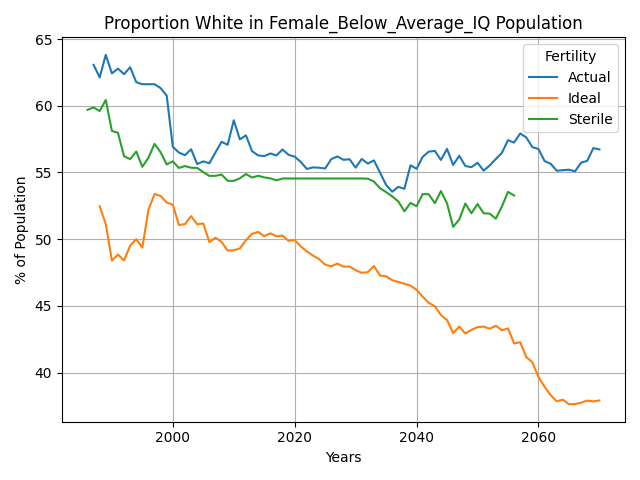 Proportion White in Female_Below_Average_IQ Population
65
60
55
50
45
40
% of Population
Fertility
Actual
Ideal
Sterile
2000
2020
2040
2060
Years